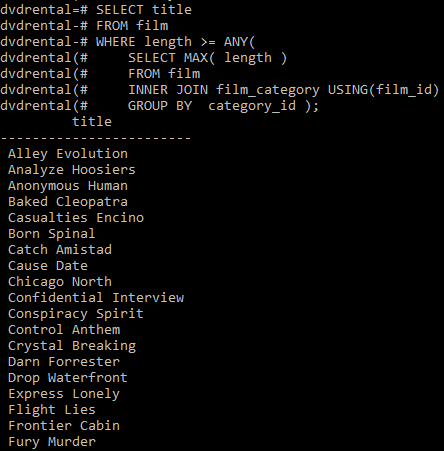 dvdrental=# SELECT title
dvdrental-# FROM film
dvdrental-# WHERE length >= ANY(
dvdrental(#     SELECT MAX( length )
dvdrental(#     FROM film
dvdrental(#     INNER JOIN film_category USING(film_id)
dvdrental(#     GROUP BY  category_id );
title
------------------------
Alley Evolution
Analyze Hoosiers
Anonymous Human
Baked Cleopatra
Casualties Encino
Born Spinal
Catch Amistad
Cause Date
Chicago North
Confidential Interview
Conspiracy Spirit
Control Anthem
Crystal Breaking
Darn Forrester
Drop Waterfront
Express Lonely
Flight Lies
Frontier Cabin
Fury Murder